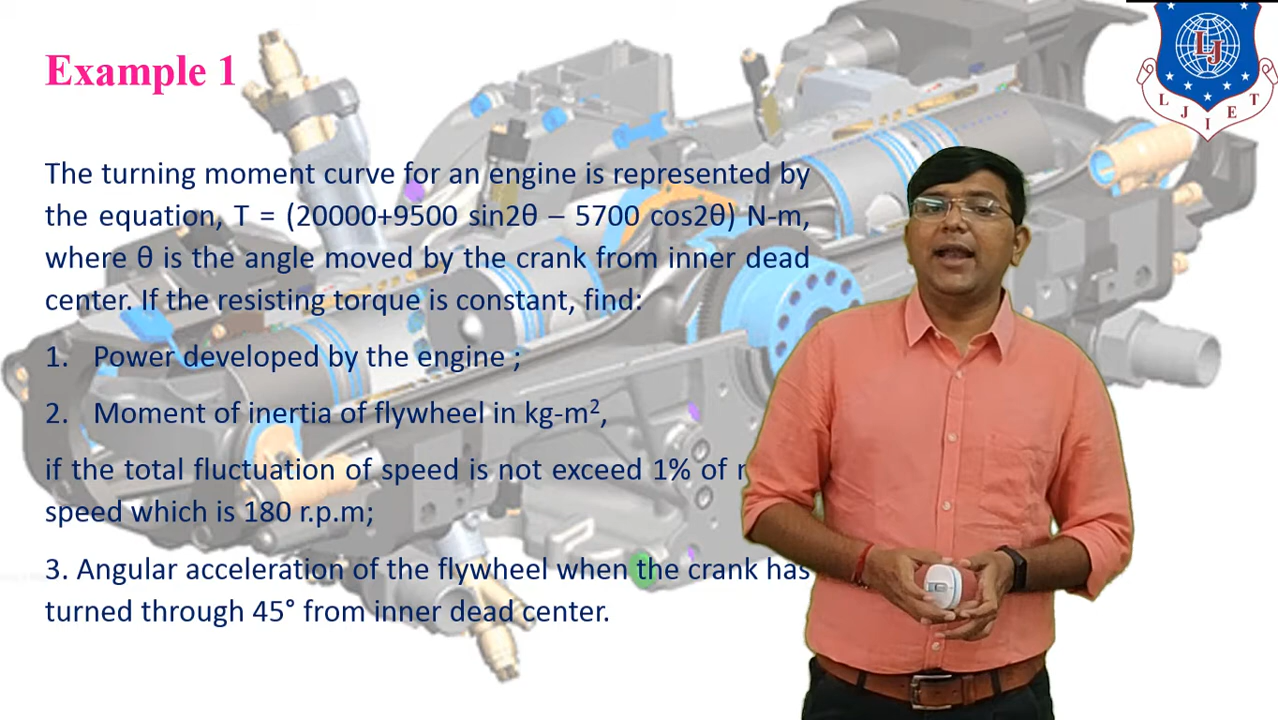 Example 1
LJ
L J I E T
The turning moment curve for an engine is represented by
the equation, T = (20000+9500 sin2θ – 5700 cos2θ) N-m,
where θ is the angle moved by the crank from inner dead
center. If the resisting torque is constant, find:
1. Power developed by the engine ;
2. Moment of inertia of flywheel in kg-m²,
if the total fluctuation of speed is not exceed 1% of
speed which is 180 r.p.m;
3. Angular acceleration of the flywheel when the crank has
turned through 45° from inner dead center.